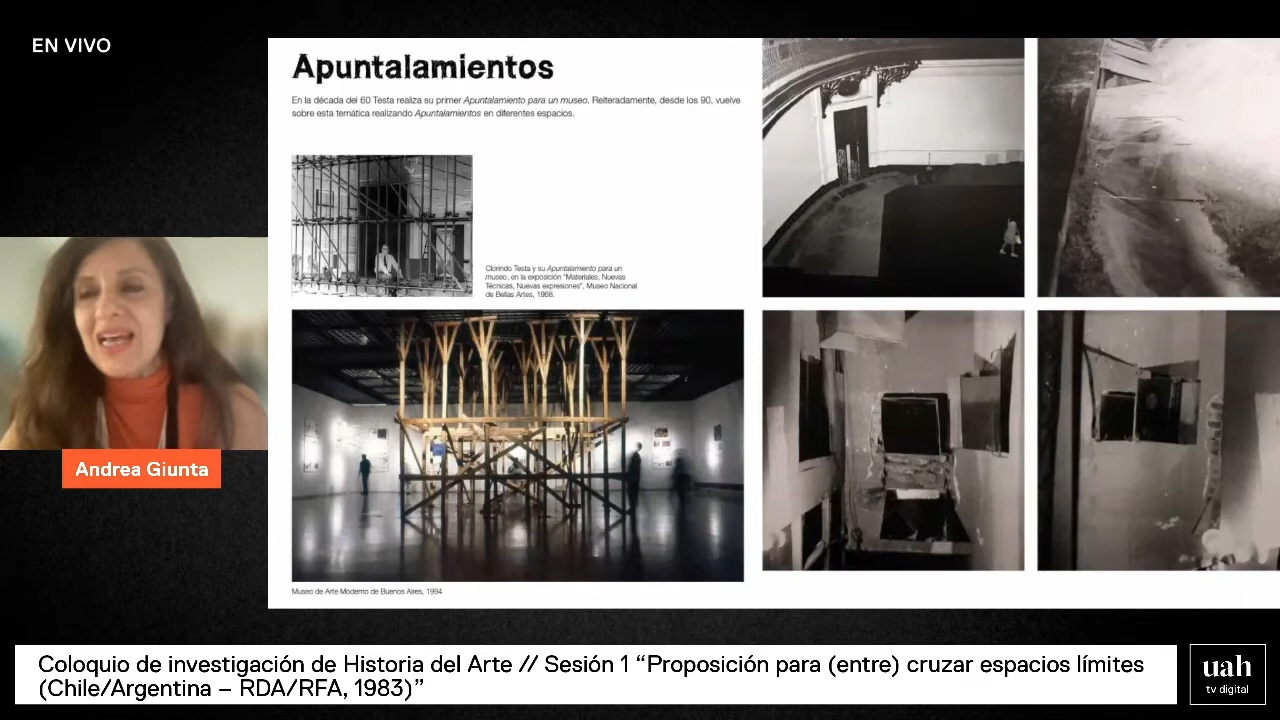 EN VIVO
Apuntalamientos
En la década del 60 Testa realiza su primer Apuntalamiento para un museo. Reiteradamente, desde los 90, vuelve
sobre esta temática realizando Apuntalamientos en diferentes espacios.
Clorindo Testa y su Apuntalamiento para un
museo, en la exposición "Materiales, Nuevas
Técnicas, Nuevas expresiones", Museo Nacional
de Bellas Artes, 1968.
Museo de Arte Moderno de Buenos Aires, 1994
Andrea Giunta
Coloquio de investigación de Historia del Arte // Sesión 1 “Proposición para (entre) cruzar espacios límites
(Chile/Argentina – RDA/RFA, 1983)”
uah
tv digital